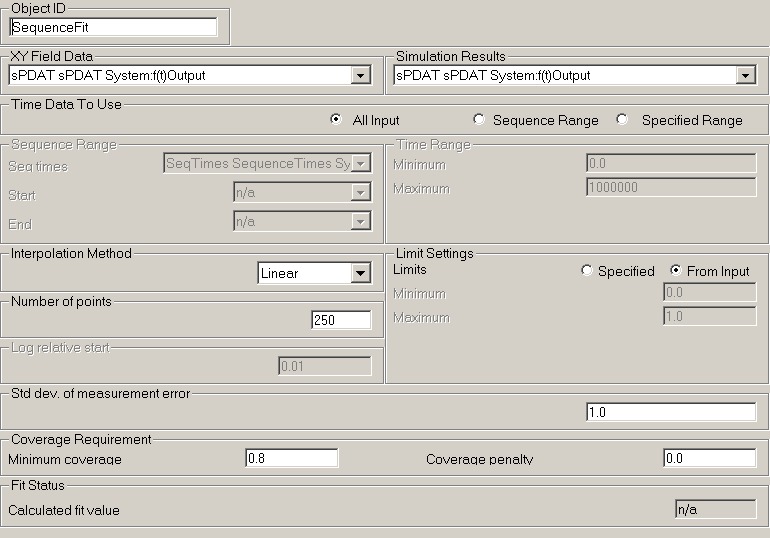 Object ID
SequenceFit
XY Field Data
sPDAT sPDAT System:f(t)Output
Simulation Results
sPDAT sPDAT System:f(t)Output
Time Data To Use
All Input Sequence Range Specified Range
Sequence Range
Seq times SeqTimes SequenceTimes Sy
Start n/a
End n/a
Time Range
Minimum 0.0
Maximum 1000000
Interpolation Method
Linear
Number of points
250
Log relative start
0.01
Limit Settings
Limits Specified From Input
Minimum 0.0
Maximum 1.0
Std dev. of measurement error
1.0
Coverage Requirement
Minimum coverage 0.8 Coverage penalty 0.0
Fit Status
Calculated fit value n/a